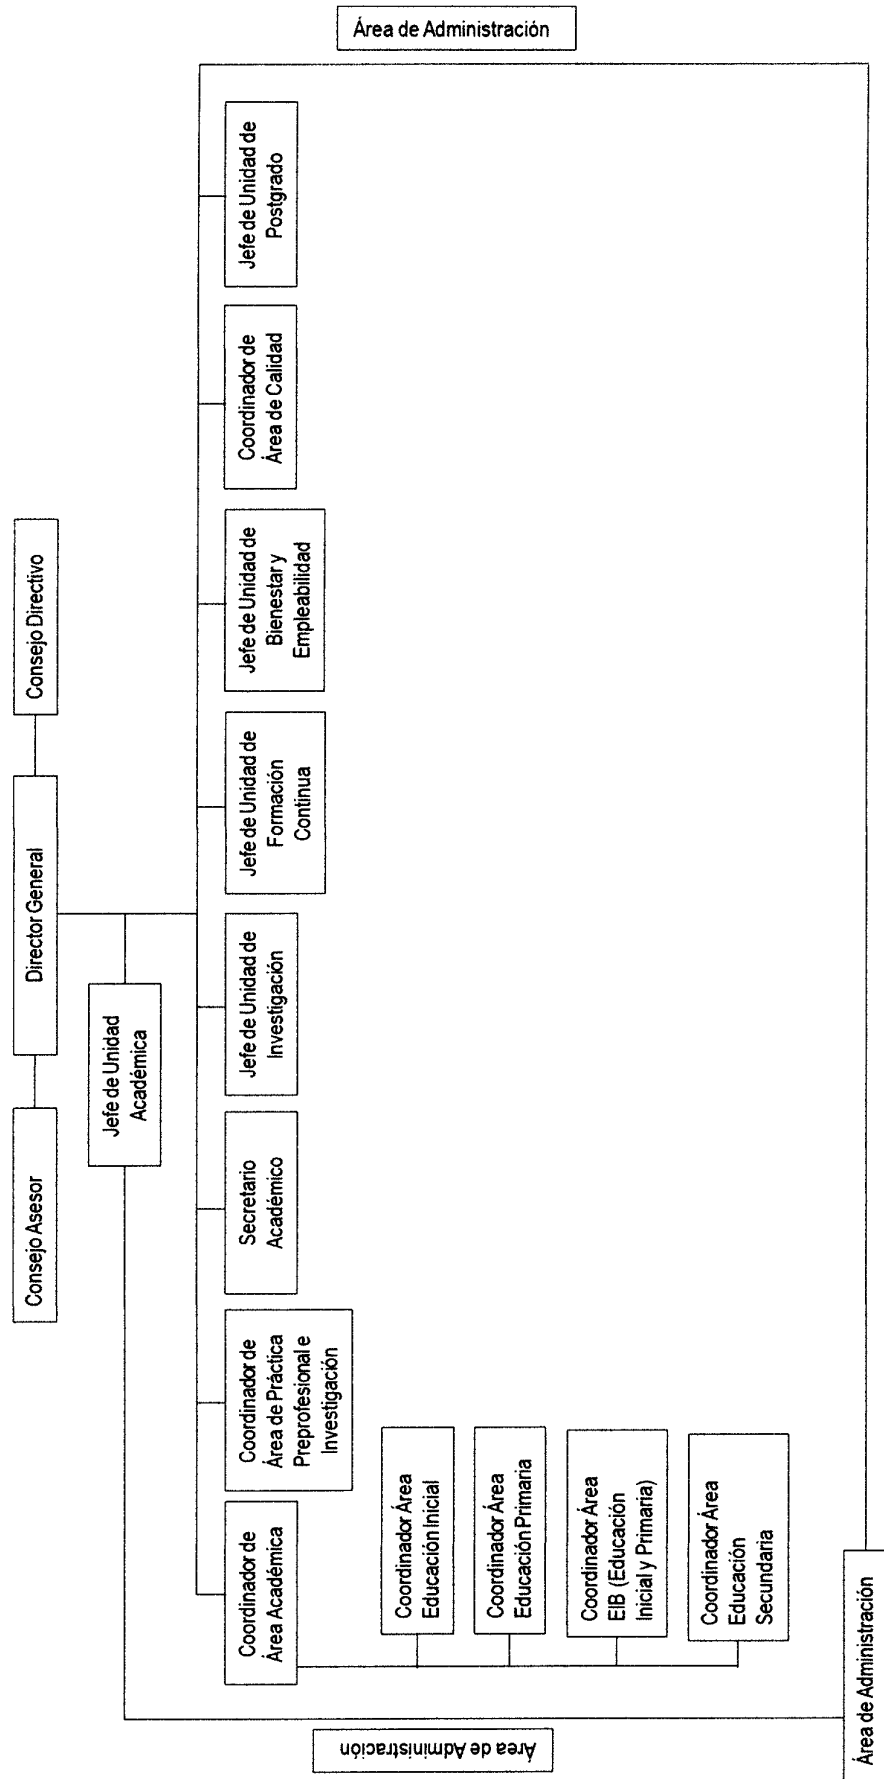 Área de Administración
Consejo Asesor
Director General
Consejo Directivo
Jefe de Unidad
Académica
Coordinador de
Área Académica
Coordinador de
Área de Práctica
Preprofesional e
Investigación
Secretario
Académico
Jefe de Unidad de
Investigación
Jefe de Unidad de
Formación
Continua
Jefe de Unidad de
Bienestar y
Empleabilidad
Coordinador de
Área de Calidad
Jefe de Unidad de
Postgrado
Coordinador Área
Educación Inicial
Coordinador Área
Educación Primaria
Coordinador Área
EIB (Educación
Inicial y Primaria)
Coordinador Área
Educación
Secundaria
Área de Administración
Área de Administración